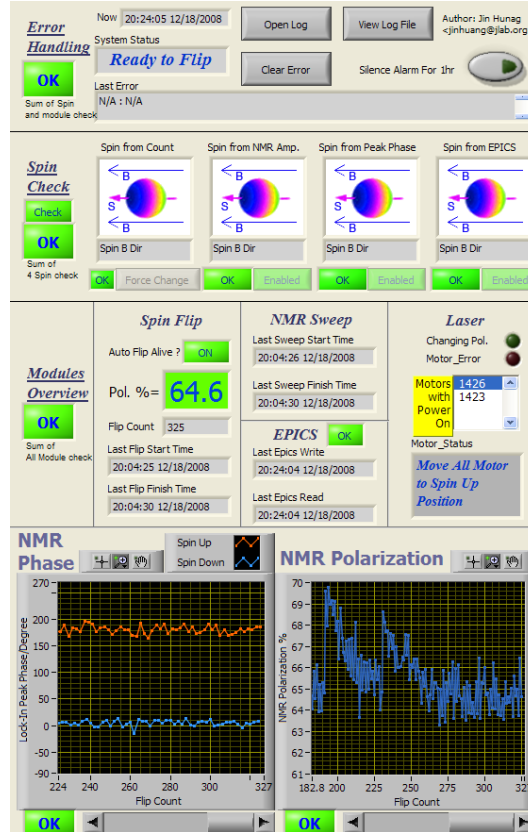 Error
Handling
OK
Sum of Spin
and module check
Now 20:24:05 12/18/2008
System Status
Ready to Flip
Last Error
N/A : N/A
Open Log
View Log File
Clear Error
Author: Jin Hunag
<jinhuang@jlab.org
Silence Alarm For 1hr
Spin
Check
Check
OK
Sum of
4 Spin check
Spin from Count
B
S
Spin B Dir
OK
Force Change
Spin from NMR Amp.
B
S
Spin B Dir
OK
Enabled
Spin from Peak Phase
B
S
Spin B Dir
OK
Enabled
Spin from EPICS
B
S
Spin B Dir
OK
Enabled
Modules
Overview
OK
Sum of
All Module check
Spin Flip
Auto Flip Alive ? ON
Pol. %= 64.6
Flip Count 325
Last Flip Start Time
20:04:25 12/18/2008
Last Flip Finish Time
20:04:30 12/18/2008
NMR Sweep
Last Sweep Start Time
20:04:26 12/18/2008
Last Sweep Finish Time
20:04:30 12/18/2008
EPICS OK
Last Epics Write
20:24:04 12/18/2008
Last Epics Read
20:24:04 12/18/2008
Laser
Changing Pol.
Motor_Error
Motors
with
Power
On
1426
1423
Motor_Status
Move All Motor
to Spin Up
Position
NMR
Phase
Spin Up
Spin Down
Lock-In Peak Phase/Degree
270
200
150
100
50
0
-50
-90
224 240 260 280 300 327
Flip Count
OK
NMR Polarization
NMR Polarization %
70
69
68
67
66
65
64
63
62
61
182.8 200 225 250 275 300 32
Flip Count
OK